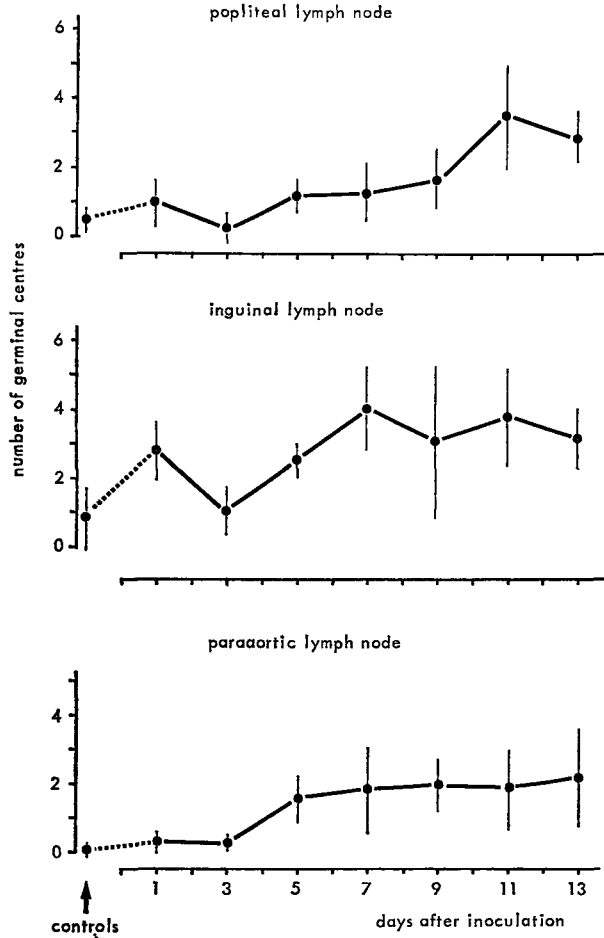 popliteal lymph node
6
4
2
0
inguinal lymph node
number of germinal centres
6
4
2
0
paraaortic lymph node
4
2
0
1 3 5 7 9 11 13
controls
days after inoculation